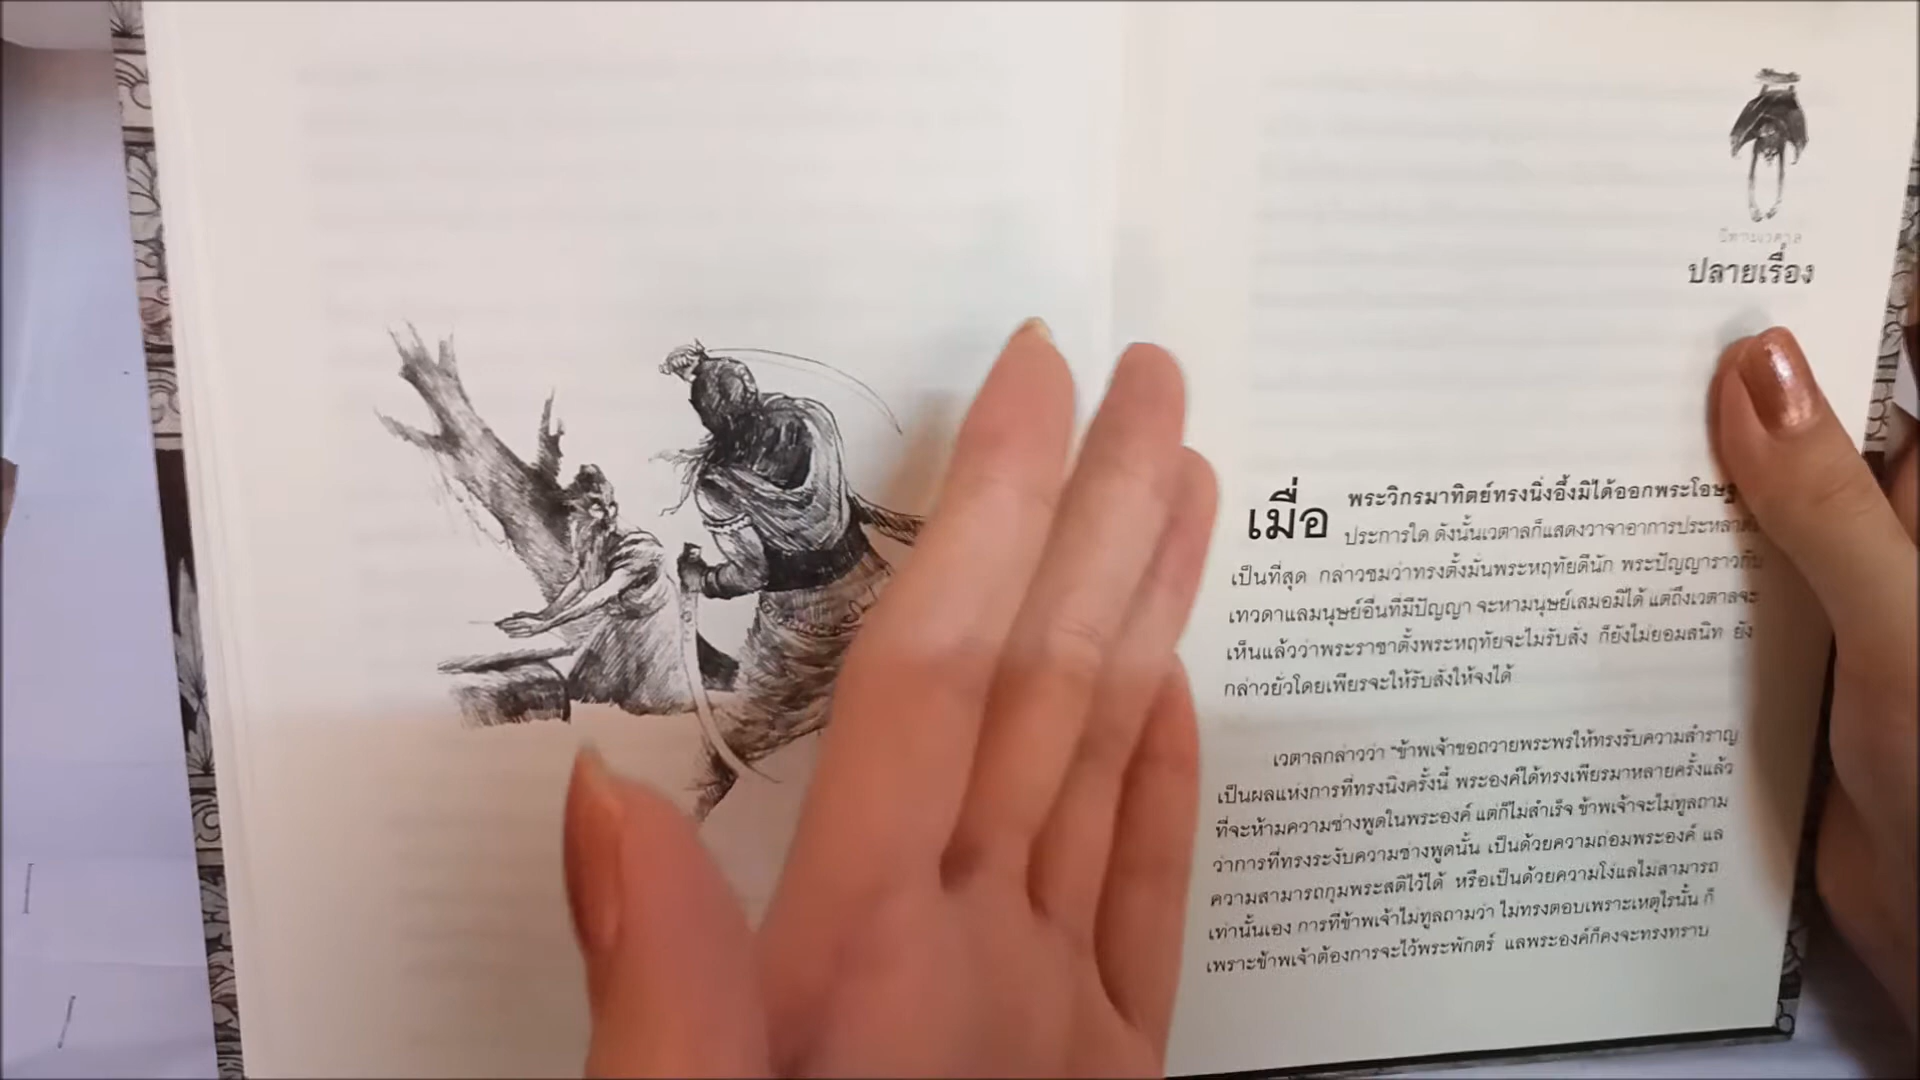 นิทานเวตาล
ปลายเรื่อง
เมื่อ พระวิกรมาทิตย์ทรงนิ่งอึ้งมิได้ออกพระโอษฐ
ประการใด ดังนั้นเวตาลก็แสดงวาจาอาการประหลาดใจ
เป็นที่สุด กล่าวชมว่าทรงตั้งมั่นพระหฤทัยดีนัก พระปัญญาราวกับ
เทวดาแลมนุษย์อื่นที่มีปัญญา จะหามนุษย์เสมอมิได้ แต่ถึงเวตาลจะ
เห็นแล้วว่าพระราชาตั้งพระหฤทัยจะไม่รับสั่ง ก็ยังไม่ยอมสนิท ยัง
กล่าวยั่วโดยเพียรจะให้รับสั่งให้จงได้
เวตาลกล่าวว่า "ข้าพเจ้าขอถวายพระพรให้ทรงรับความสำราญ
เป็นผลแห่งการที่ทรงนิ่งครั้งนี้ พระองค์ได้ทรงเพียรมาหลายครั้งแล้ว
ที่จะห้ามความช่างพูดในพระองค์ แต่ก็ไม่สำเร็จ ข้าพเจ้าจะไม่ทูลถาม
ว่าการที่ทรงระงับความช่างพูดนั้น เป็นด้วยความถ่อมพระองค์ แล
ความสามารถกุมพระสติไว้ได้ หรือเป็นด้วยความโง่แลไม่สามารถ
เท่านั้นเอง การที่ข้าพเจ้าไม่ทูลถามว่า ไม่ทรงตอบเพราะเหตุไรนั้น ก็
เพราะข้าพเจ้าต้องการจะไว้พระพักตร์ แลพระองค์ก็คงจะทรงทราบ